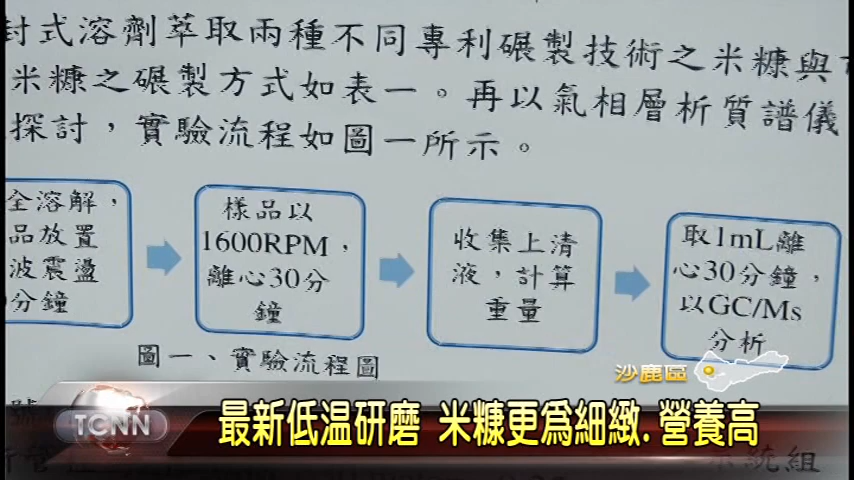 封式溶劑萃取兩種不同專利碾製技術之米糠與
米糠之碾製方式如表一。再以氣相層析質譜儀
探討，實驗流程如圖一所示。
全溶解，
品放置
波震盪
分鐘
樣品以
1600RPM，
離心30分
鐘
收集上清
液，計算
重量
取1mL離
心30分鐘，
以GC/Ms
分析
圖一、實驗流程圖
沙鹿區
號
TCNN
最新低温研磨 米糠更為細緻.營養高
系統組